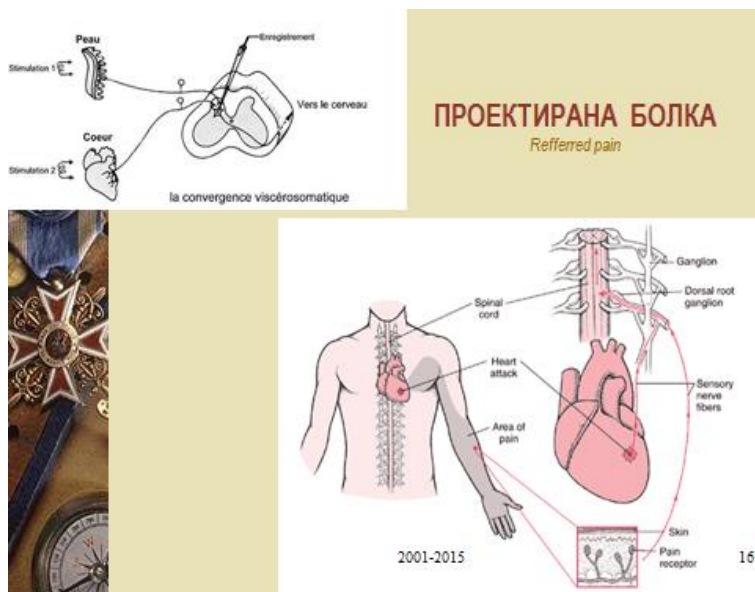 Peau
Enregistrement
Stimulation 1
Vers le cerveau
Coeur
Stimulation 2
la convergence viscérosomatique
ПРОЕКТИРАНА БОЛКА
Refferred pain
Ganglion
Dorsal root
ganglion
Spinal
cord
Heart
attack
Sensory
nerve
fibers
Area of
pain
Skin
Pain
receptor
2001-2015
16